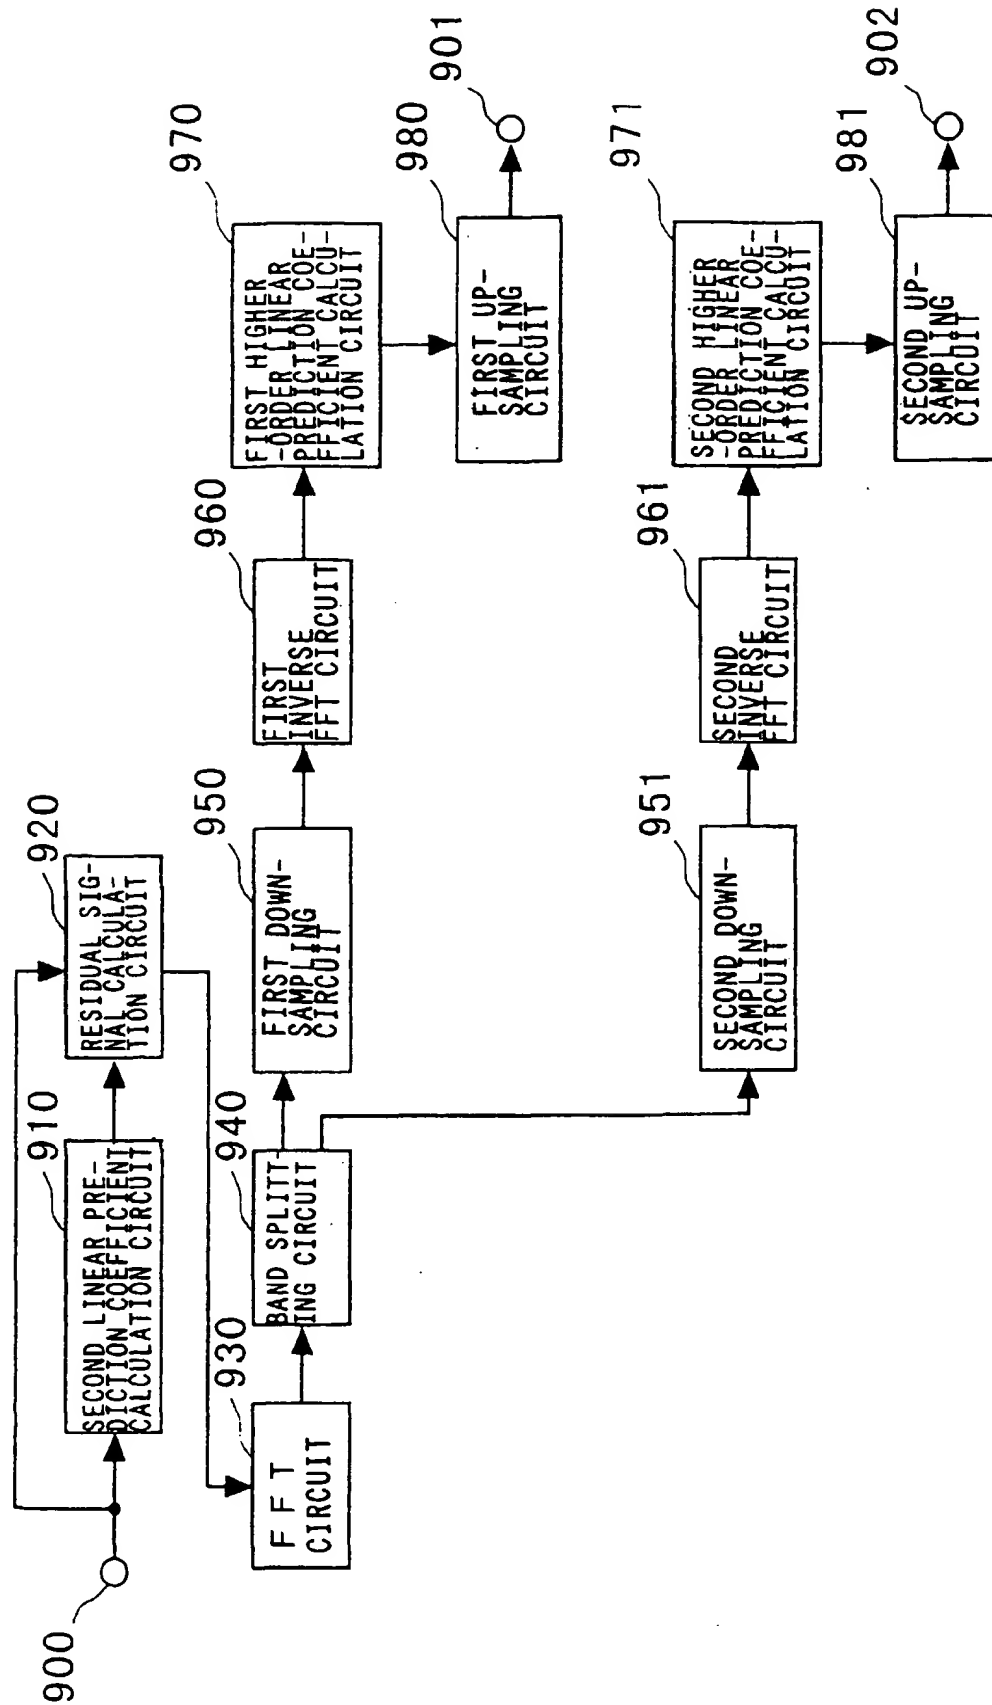 900
910
SECOND LINEAR PRE-
DICTION COEFFICIENT
CALCULATION CIRCUIT
920
RESIDUAL SIG-
NAL CALCULA-
TION CIRCUIT
930
FFT
CIRCUIT
940
BAND SPLITT-
ING CIRCUIT
950
FIRST DOWN-
SAMPLING
CIRCUIT
960
FIRST
INVERSE
FFT CIRCUIT
970
FIRST HIGHER
-ORDER LINEAR
PREDICTION COE-
FFICIENT CALCU-
LATION CIRCUIT
980
FIRST UP-
SAMPLING
CIRCUIT
901
951
SECOND DOWN-
SAMPLING
CIRCUIT
961
SECOND
INVERSE
FFT CIRCUIT
971
SECOND HIGHER
-ORDER LINEAR
PREDICTION COE-
FFICIENT CALCU-
LATION CIRCUIT
981
SECOND UP-
SAMPLING
CIRCUIT
902